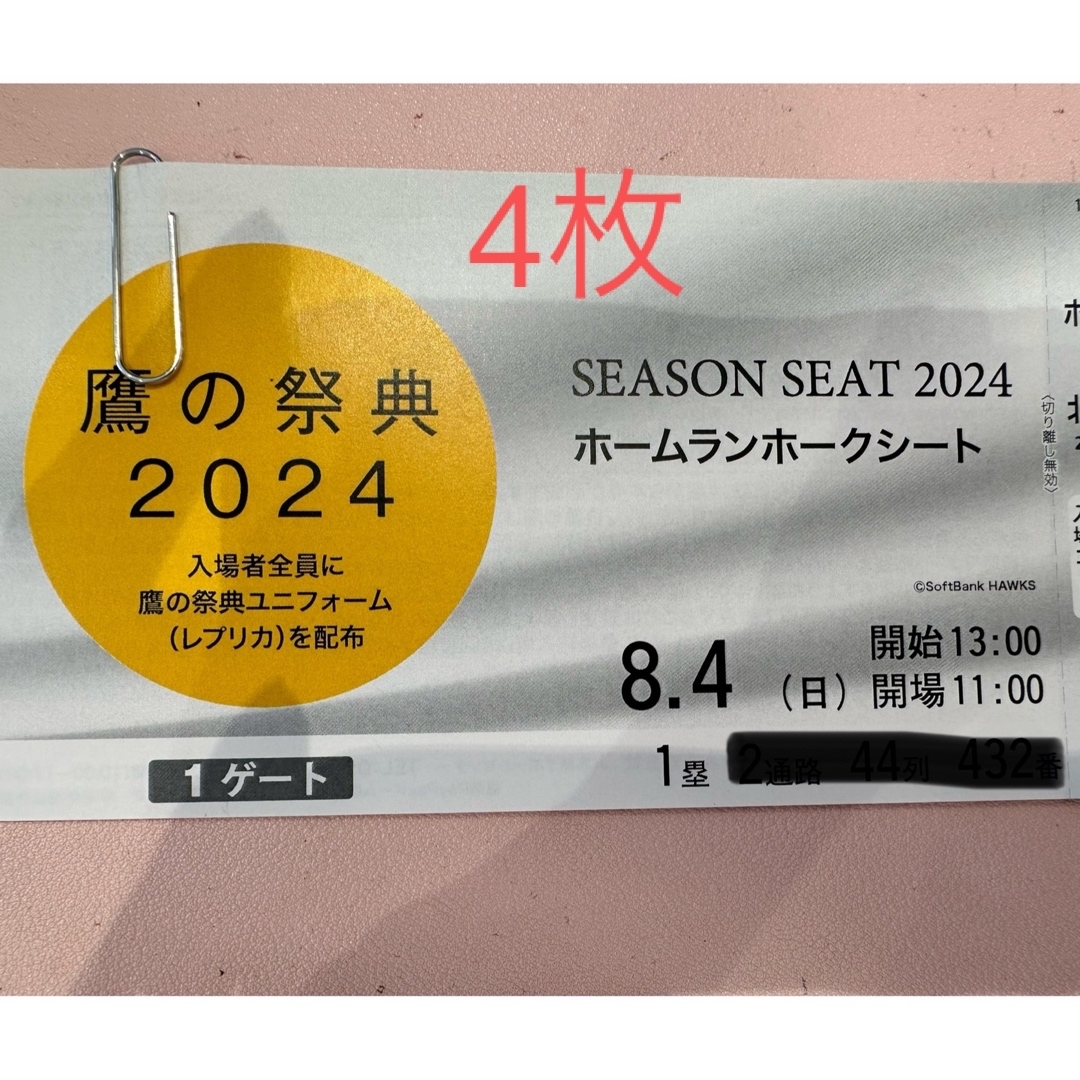 4枚
鷹の祭典
2024
入場者全員に
鷹の祭典ユニフォーム
(レプリカ)を配布
SEASON SEAT 2024
ホームランホークシート
〈切り離し無効〉
©SoftBank HAWKS
8.4 (日) 開始13:00
開場11:00
1ゲート
1塁 2通路 44列 432番